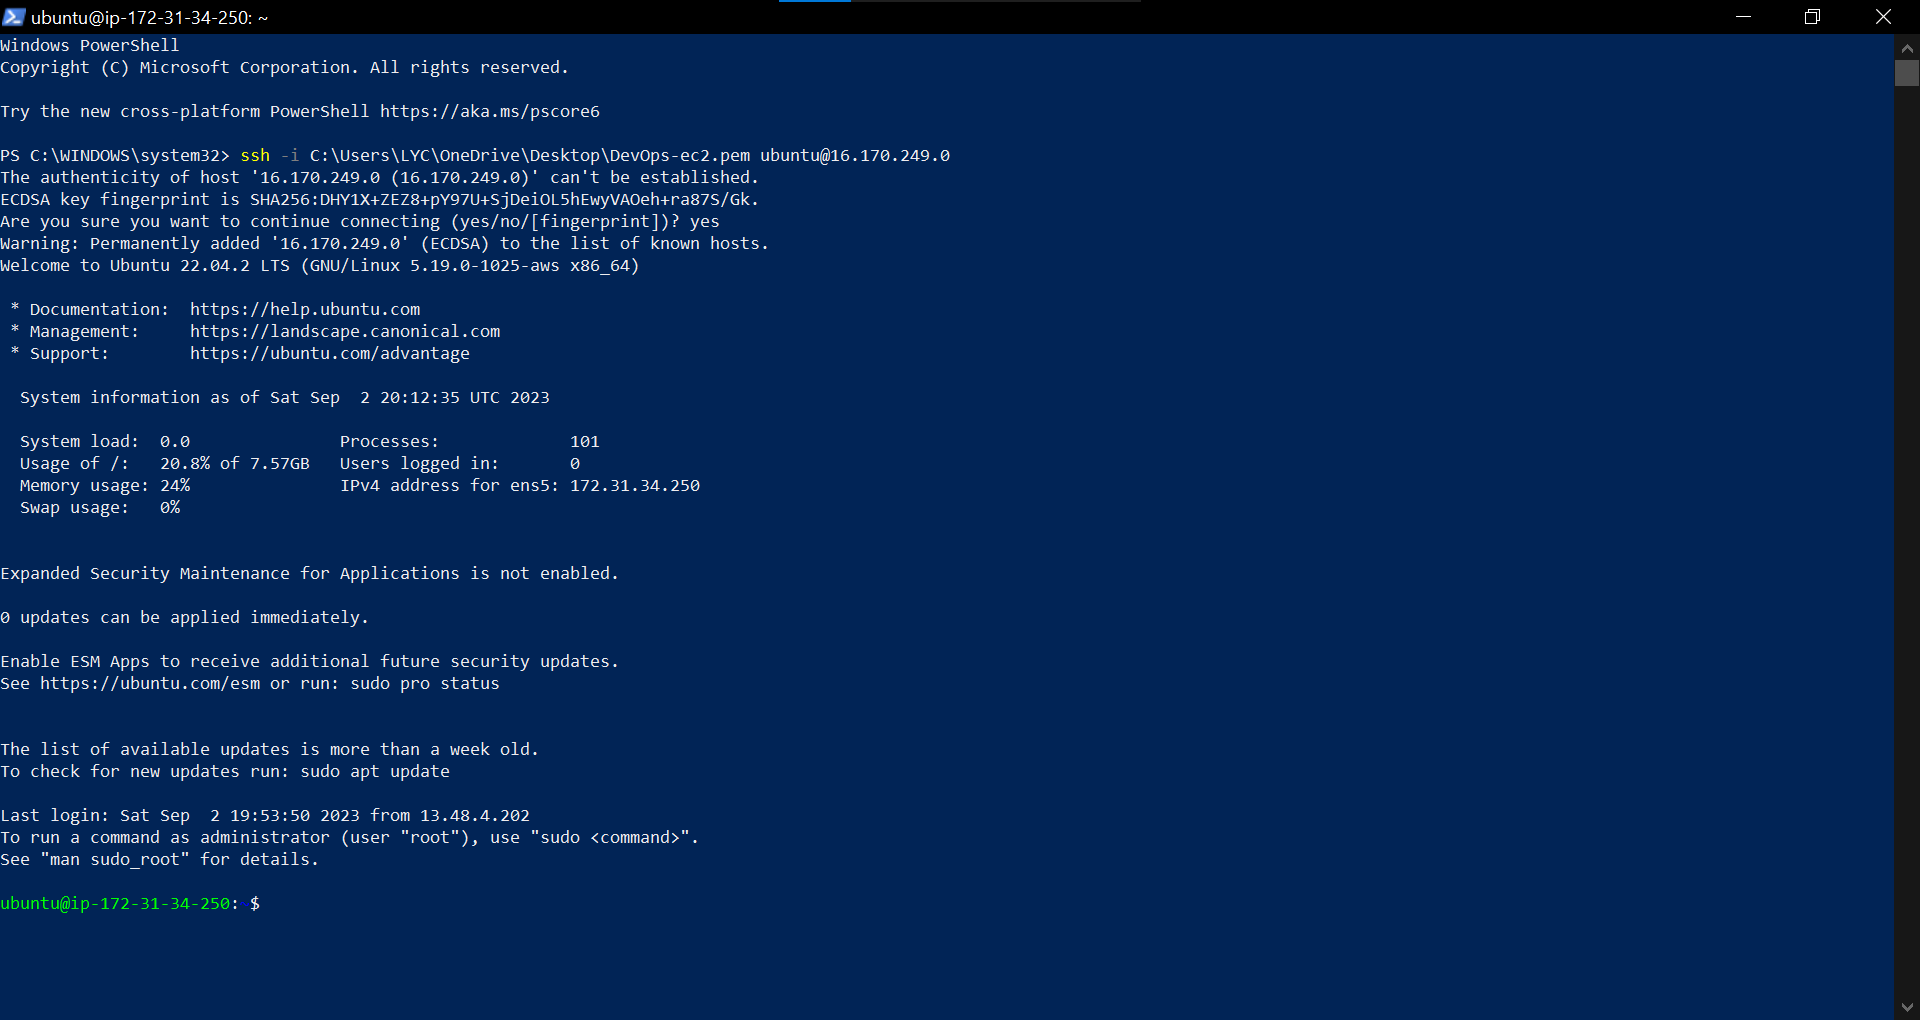 ubuntu@ip-172-31-34-250: ~
Windows PowerShell
Copyright (C) Microsoft Corporation. All rights reserved.
Try the new cross-platform PowerShell https://aka.ms/pscore6
PS C:\WINDOWS\system32> ssh -i C:\Users\LYC\OneDrive\Desktop\DevOps-ec2.pem ubuntu@16.170.249.0
The authenticity of host '16.170.249.0 (16.170.249.0)' can't be established.
ECDSA key fingerprint is SHA256:DHY1X+ZEZ8+pY97U+SjDeiOL5hEwyVAOeh+ra87S/Gk.
Are you sure you want to continue connecting (yes/no/[fingerprint])? yes
Warning: Permanently added '16.170.249.0' (ECDSA) to the list of known hosts.
Welcome to Ubuntu 22.04.2 LTS (GNU/Linux 5.19.0-1025-aws x86_64)
* Documentation:  https://help.ubuntu.com
* Management:     https://landscape.canonical.com
* Support:        https://ubuntu.com/advantage
System information as of Sat Sep  2 20:12:35 UTC 2023
System load:  0.0               Processes:             101
Usage of /:   20.8% of 7.57GB   Users logged in:       0
Memory usage: 24%               IPv4 address for ens5: 172.31.34.250
Swap usage:   0%
Expanded Security Maintenance for Applications is not enabled.
0 updates can be applied immediately.
Enable ESM Apps to receive additional future security updates.
See https://ubuntu.com/esm or run: sudo pro status
The list of available updates is more than a week old.
To check for new updates run: sudo apt update
Last login: Sat Sep  2 19:53:50 2023 from 13.48.4.202
To run a command as administrator (user "root"), use "sudo <command>".
See "man sudo_root" for details.
ubuntu@ip-172-31-34-250: $